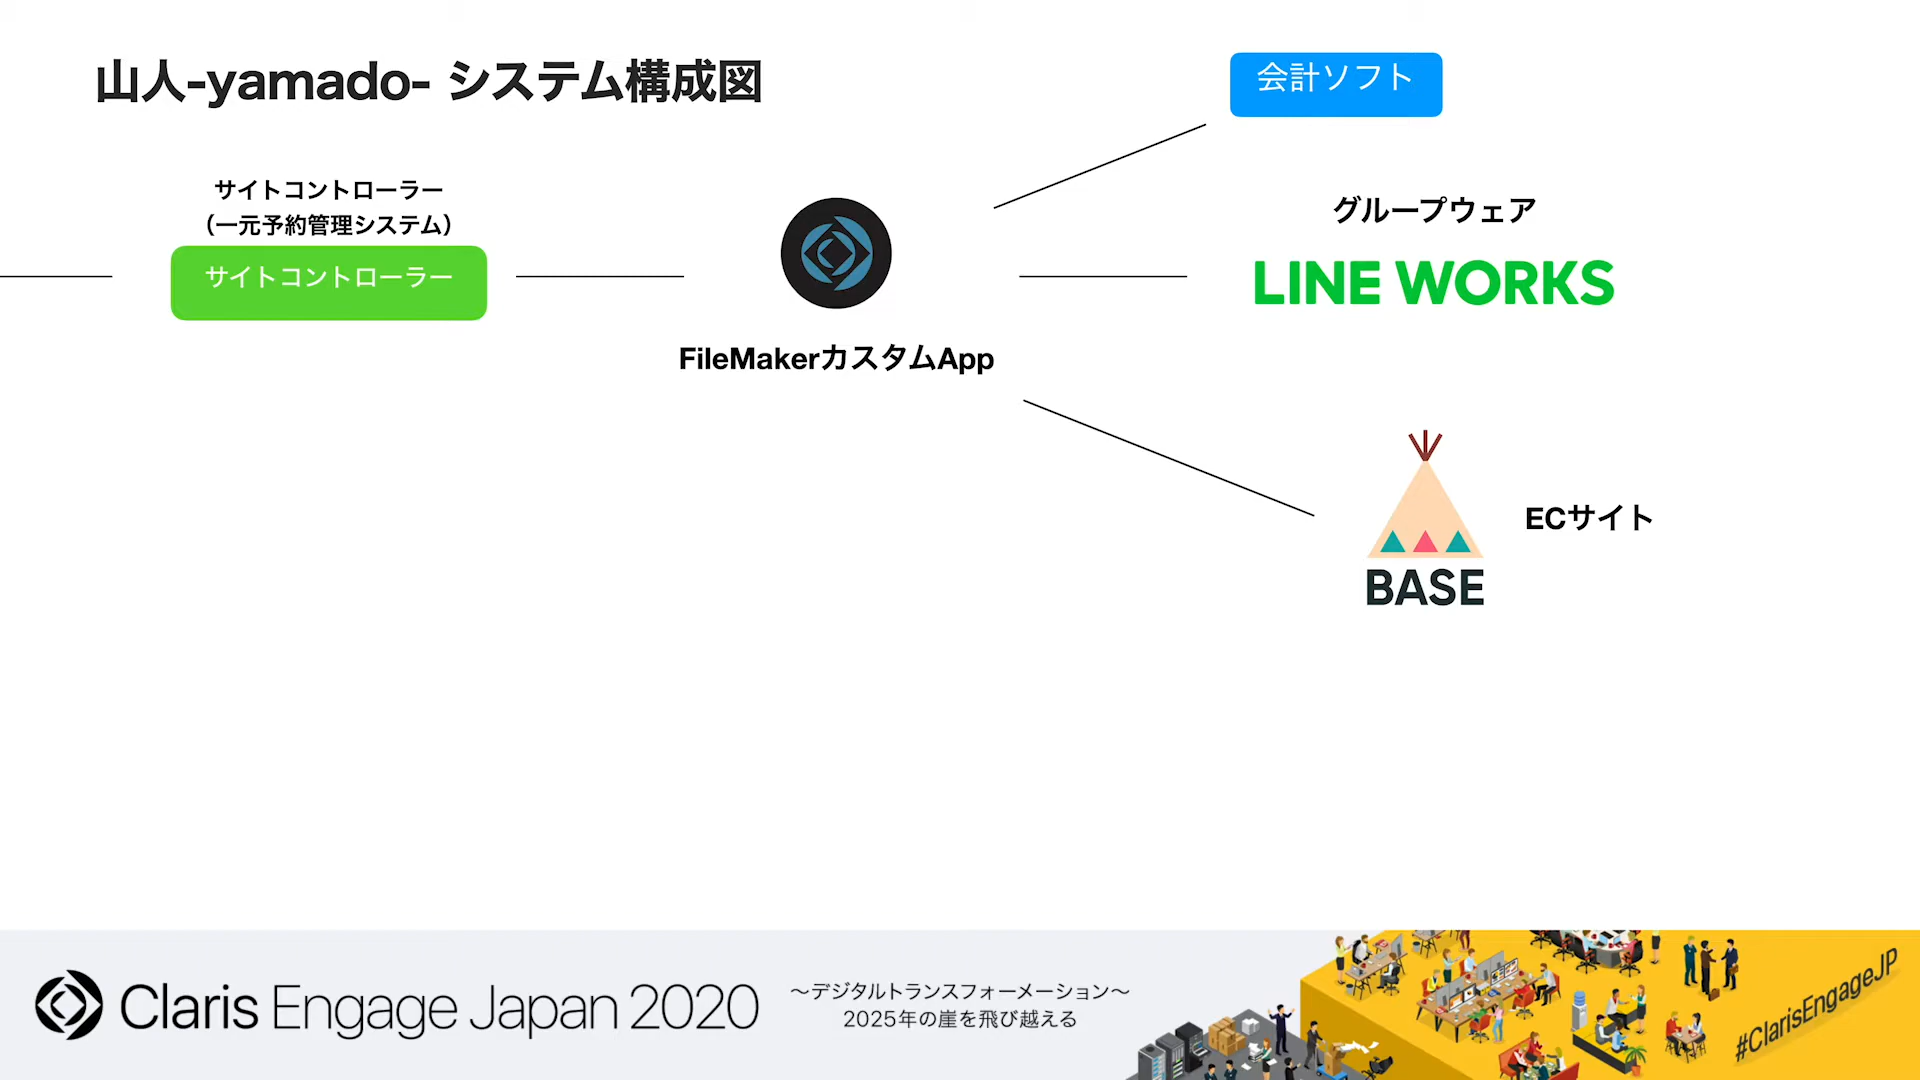 山人-yamado- システム構成図
会計ソフト
サイトコントローラー
（一元予約管理システム）
サイトコントローラー
グループウェア
LINE WORKS
FileMakerカスタムApp
ECサイト
BASE
Claris Engage Japan 2020
〜デジタルトランスフォーメーション〜
2025年の崖を飛び越える
#ClarisEngageJP